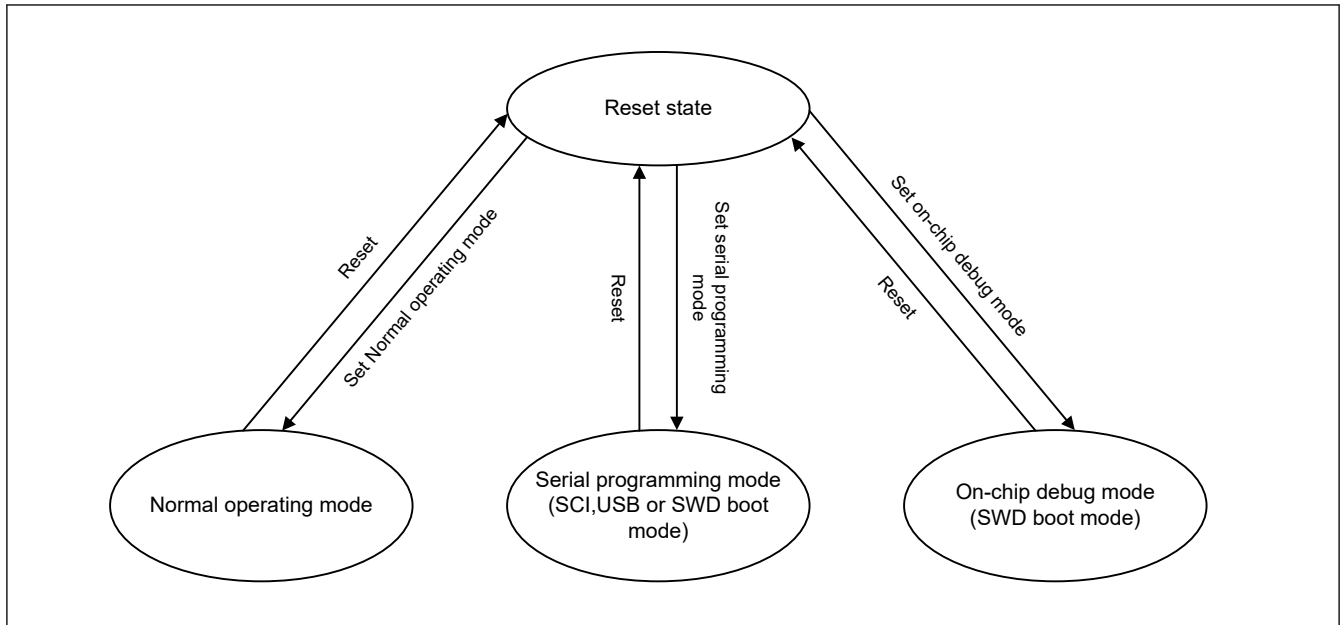 Reset state
Reset
Set Normal operating mode
Reset
Set serial programming
mode
Set on-chip debug mode
Reset
Normal operating mode
Serial programming mode
(SCI,USB or SWD boot
mode)
On-chip debug mode
(SWD boot mode)